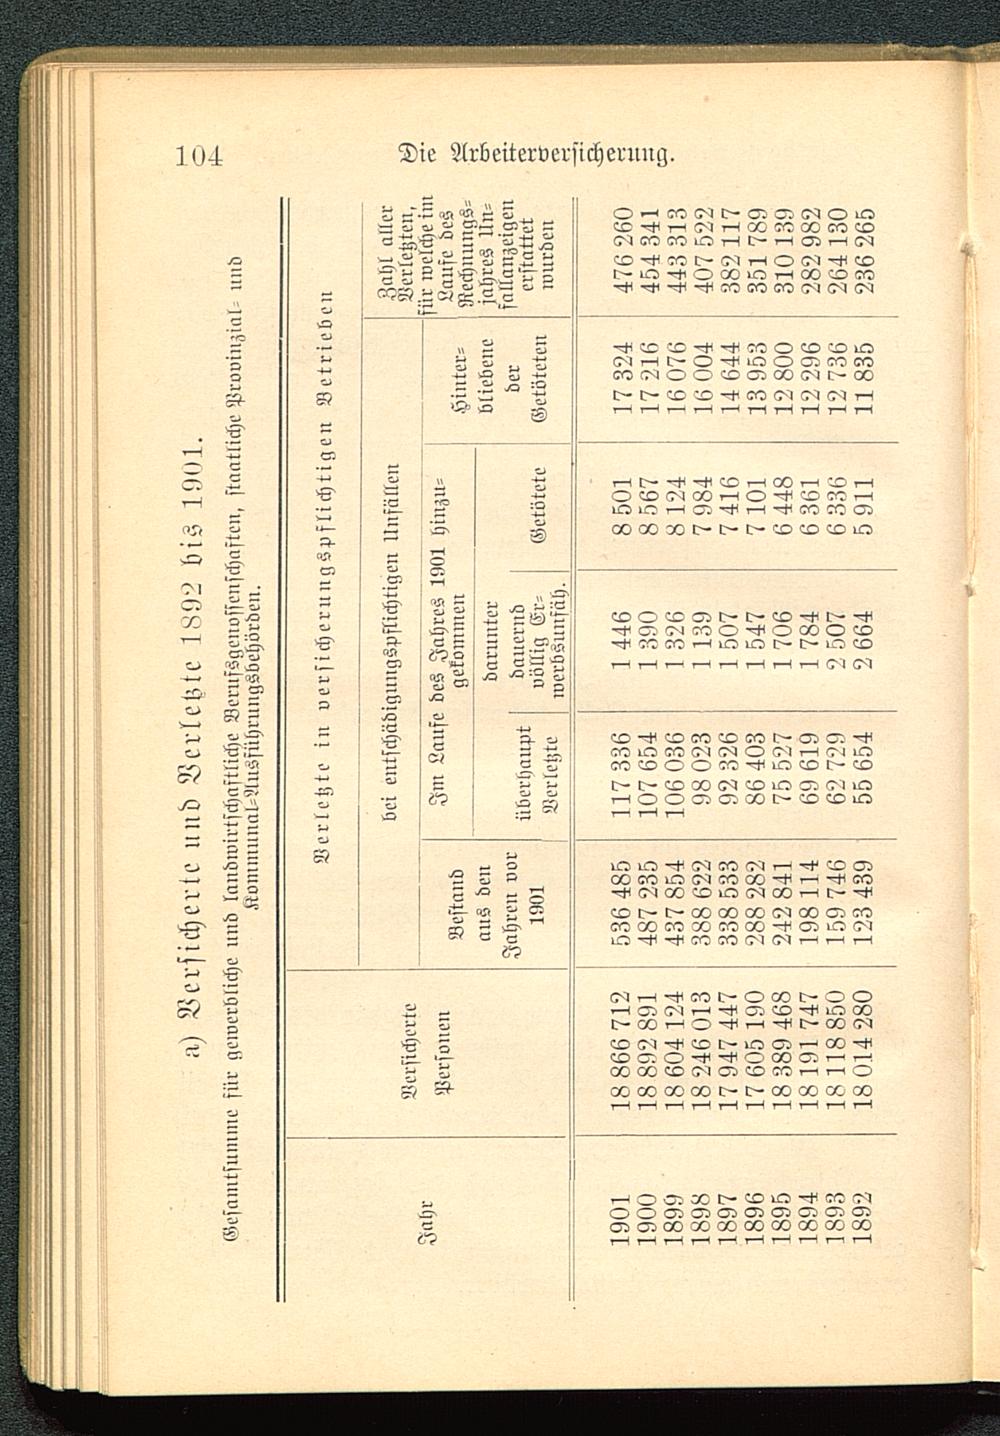 104
Die Arbeiterversicherung.
a) Versicherte und Verletzte 1892 bis 1901.
Gesamtsumme für gewerbliche und landwirtschaftliche Berufsgenossenschaften, staatliche Provinzial- und
Kommunal-Ausführungsbehörden.
Jahr
Versicherte
Personen
Verletzte in versicherungspflichtigen Betrieben
bei entschädigungspflichtigen Unfällen
Bestand
aus den
Jahren vor
1901
Im Laufe des Jahres 1901 hinzu-
gekommen
überhaupt
Verletzte
darunter
dauernd
völlig Er-
werbsunfäh.
Getötete
Hinter-
bliebene
der
Getöteten
Zahl aller
Verletzten,
für welche im
Laufe des
Rechnungs-
jahres Un-
fallanzeigen
erstattet
wurden
1901 18 866 712 536 485 117 336 1 446 8 501 17 324 476 260
1900 18 892 891 487 235 107 654 1 390 8 567 17 216 454 341
1899 18 604 124 437 854 106 036 1 326 8 124 16 076 443 313
1898 18 246 013 388 622 98 023 1 139 7 984 16 004 407 522
1897 17 947 447 338 533 92 326 1 507 7 416 14 644 382 117
1896 17 605 190 288 282 86 403 1 547 7 101 13 953 351 789
1895 18 389 468 242 841 75 527 1 706 6 448 12 800 310 139
1894 18 191 747 198 114 69 619 1 784 6 361 12 296 282 982
1893 18 118 850 159 746 62 729 2 507 6 336 12 736 264 130
1892 18 014 280 123 439 55 654 2 664 5 911 11 835 236 265